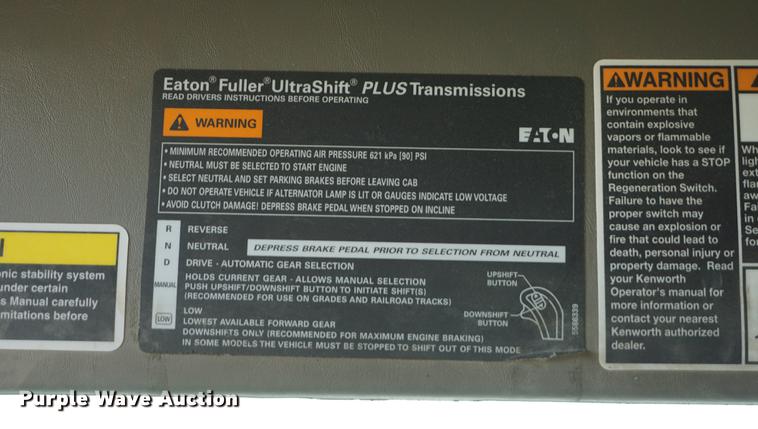 Eaton® Fuller® UltraShift® PLUS Transmissions
READ DRIVERS INSTRUCTIONS BEFORE OPERATING
WARNING
EATON
• MINIMUM RECOMMENDED OPERATING AIR PRESSURE 621 kPa [90] PSI
• NEUTRAL MUST BE SELECTED TO START ENGINE
• SELECT NEUTRAL AND SET PARKING BRAKES BEFORE LEAVING CAB
• DO NOT OPERATE VEHICLE IF ALTERNATOR LAMP IS LIT OR GAUGES INDICATE LOW VOLTAGE
• AVOID CLUTCH DAMAGE! DEPRESS BRAKE PEDAL WHEN STOPPED ON INCLINE
R REVERSE
N NEUTRAL DEPRESS BRAKE PEDAL PRIOR TO SELECTION FROM NEUTRAL
D DRIVE - AUTOMATIC GEAR SELECTION
MANUAL HOLDS CURRENT GEAR - ALLOWS MANUAL SELECTION
PUSH UPSHIFT/DOWNSHIFT BUTTON TO INITIATE SHIFT(S)
(RECOMMENDED FOR USE ON GRADES AND RAILROAD TRACKS)
LOW LOW
LOWEST AVAILABLE FORWARD GEAR
DOWNSHIFTS ONLY (RECOMMENDED FOR MAXIMUM ENGINE BRAKING)
IN SOME MODELS THE VEHICLE MUST BE STOPPED TO SHIFT OUT OF THIS MODE
UPSHIFT
BUTTON
DOWNSHIFT
BUTTON
5566339
onic stability system
under certain
s Manual carefully
mitations before
WARNING
If you operate in
environments that
contain explosive
vapors or flammable
materials, look to see if
your vehicle has a STOP
function on the
Regeneration Switch.
Failure to have the
proper switch may
cause an explosion or
fire that could lead to
death, personal injury or
property damage. Read
your Kenworth
Operator's manual for
more information or
contact your nearest
Kenworth authorized
dealer.
Purple Wave Auction